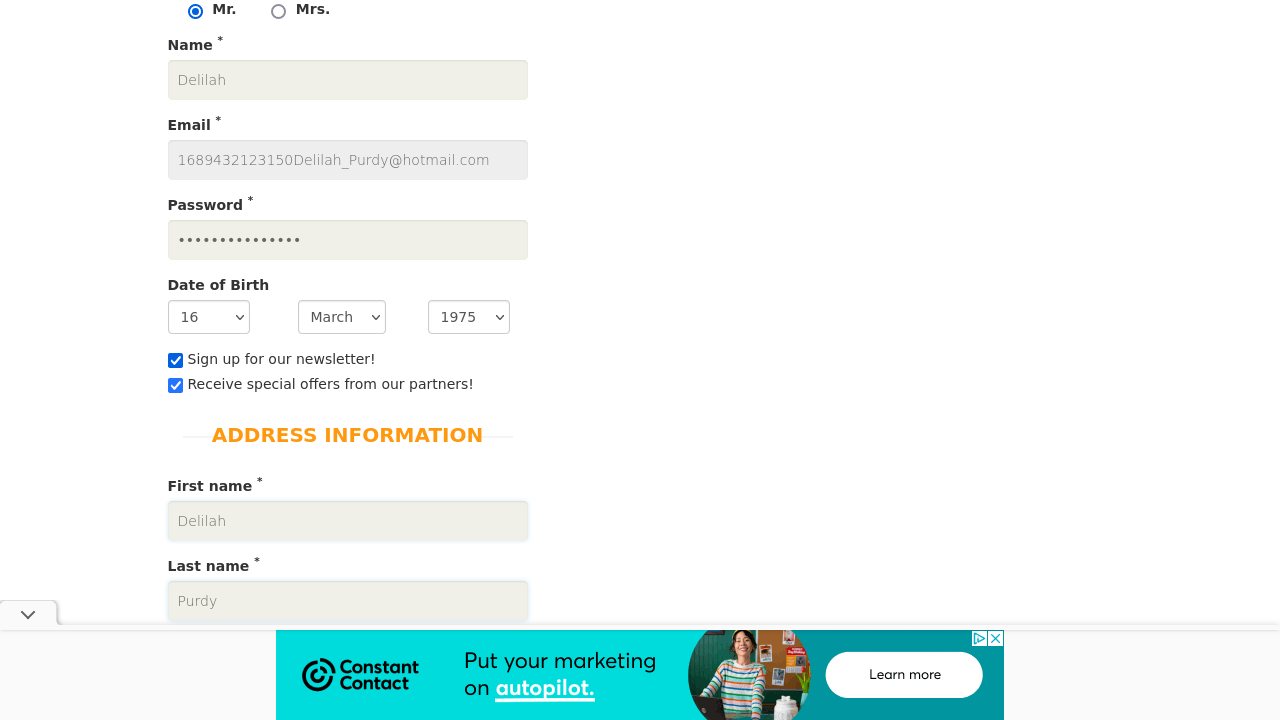 Mr. Mrs.
Name *
Delilah
Email *
1689432123150Delilah_Purdy@hotmail.com
Password *
•••••••••••••••
Date of Birth
16 March 1975
Sign up for our newsletter!
Receive special offers from our partners!
ADDRESS INFORMATION
First name *
Delilah
Last name *
Purdy
Constant
Contact
Put your marketing
on autopilot.
Learn more